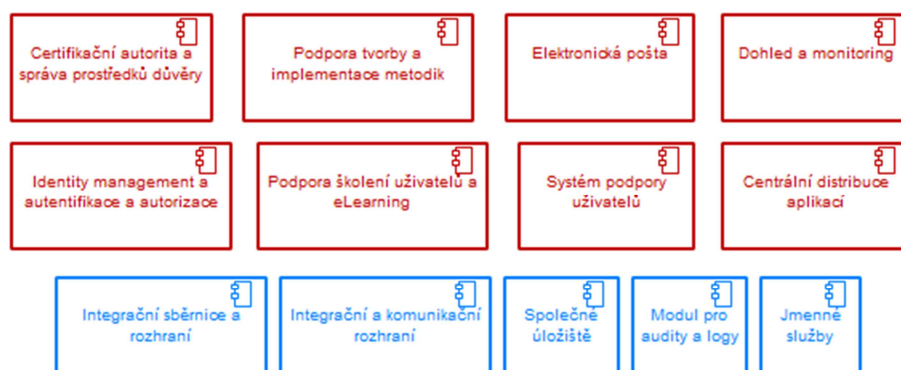 Certifikační autorita a
správa prostředků důvěry
Podpora tvorby a
implementace metodik
Elektronická pošta
Dohled a monitoring
Identity management a
autentifikace a autorizace
Podpora školení uživatelů a
eLearning
Systém podpory
uživatelů
Centrální distribuce
aplikací
Integrační sběrnice a
rozhraní
Integrační a komunikační
rozhraní
Společné
úložiště
Modul pro
audity a logy
Jmenné
služby